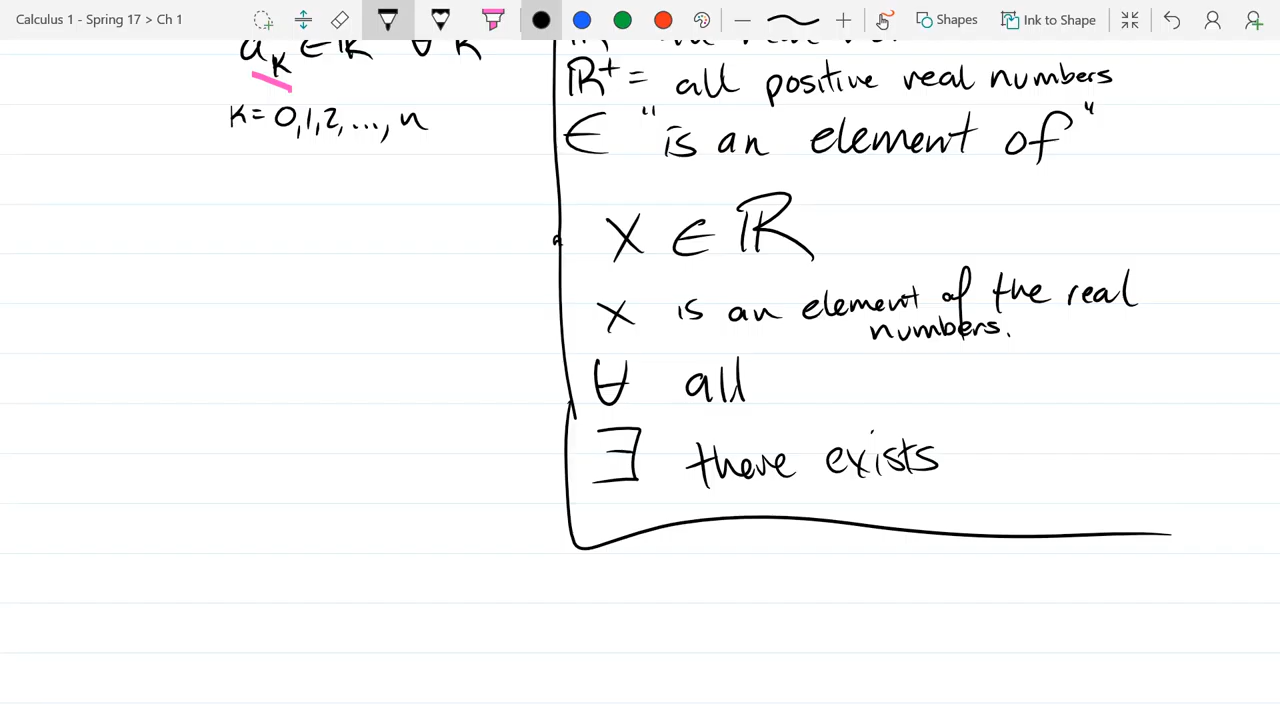 Calculus 1 - Spring 17 > Ch 1
Shapes
Ink to Shape
a_k ∈ ℝ ∀ k
k = 0,1,2,...,n
ℝ⁺ = all positive real numbers
∈ "is an element of"
x ∈ ℝ
x is an element of the real
numbers.
∀ all
∃ there exists